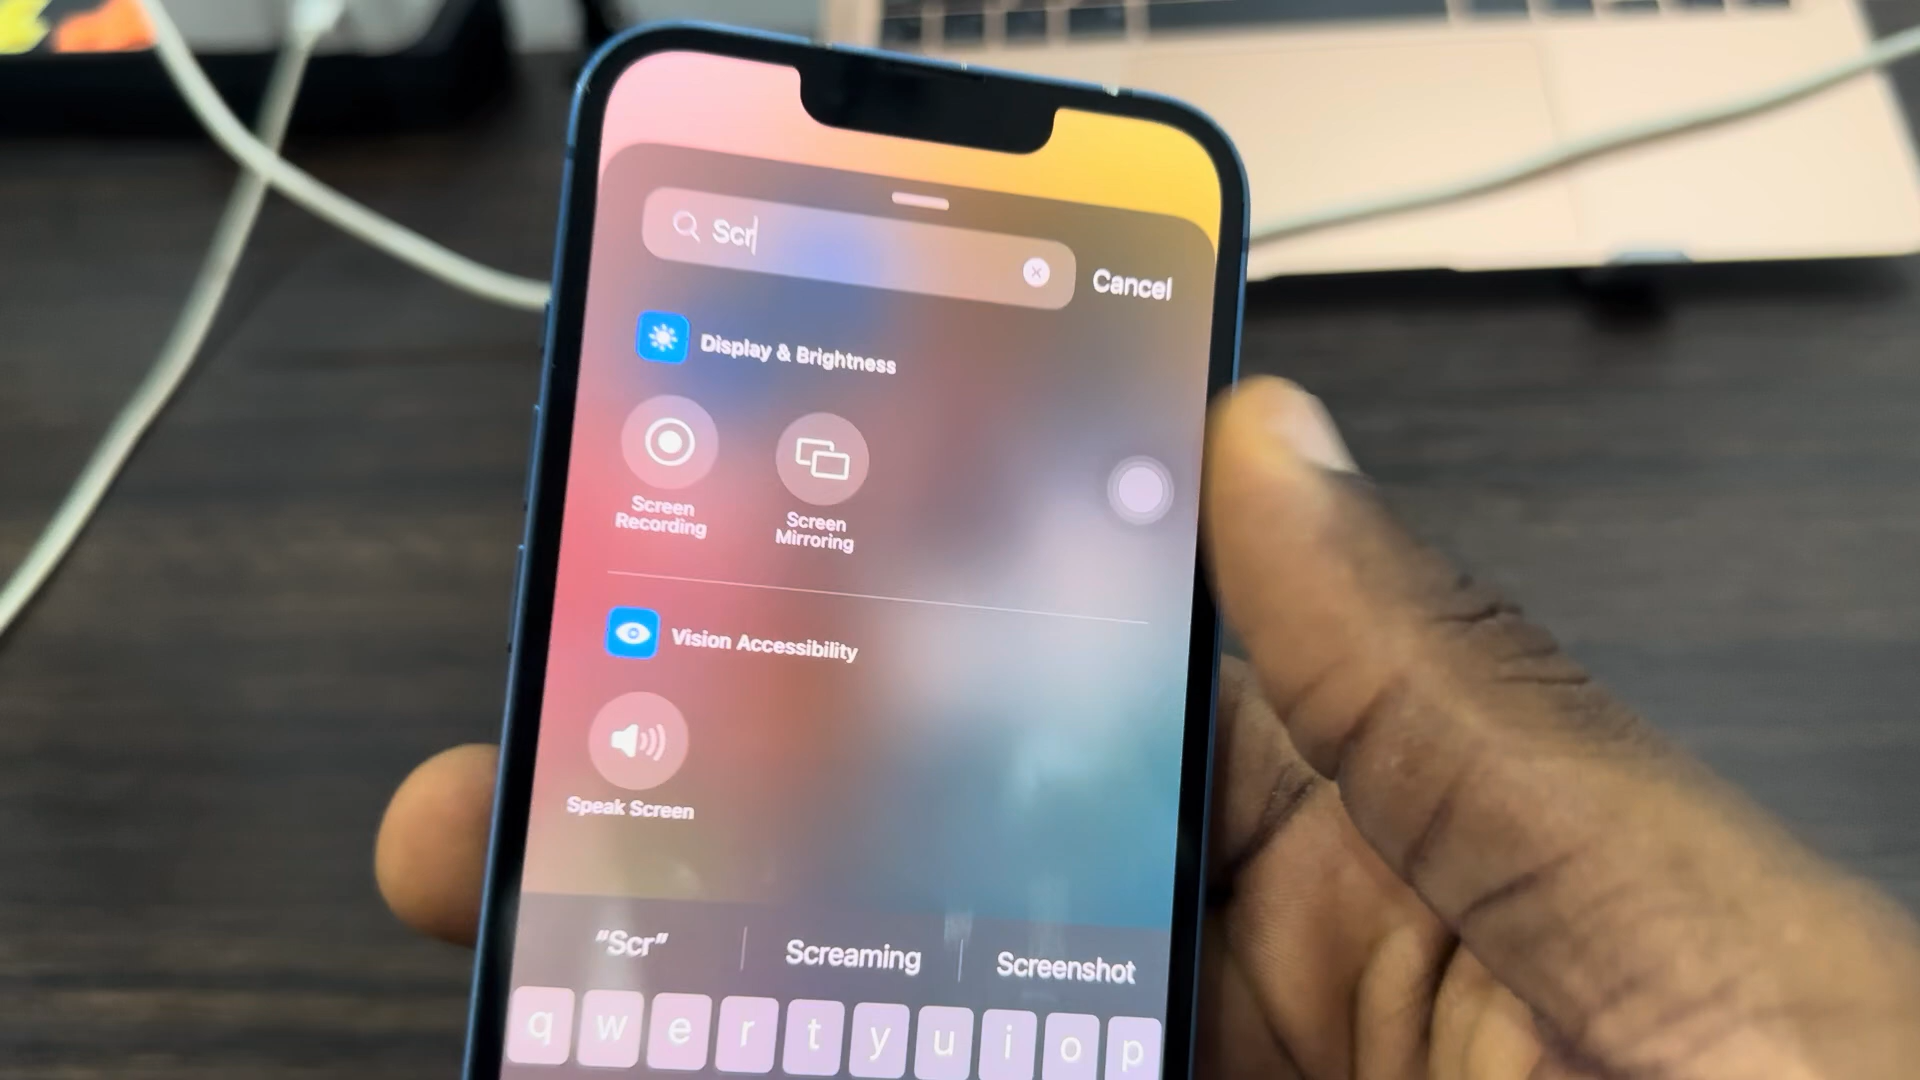 Scr
Cancel
Display & Brightness
Screen
Recording
Screen
Mirroring
Vision Accessibility
Speak Screen
“Scr”
Screaming
Screenshot
q w e r t y u i o p